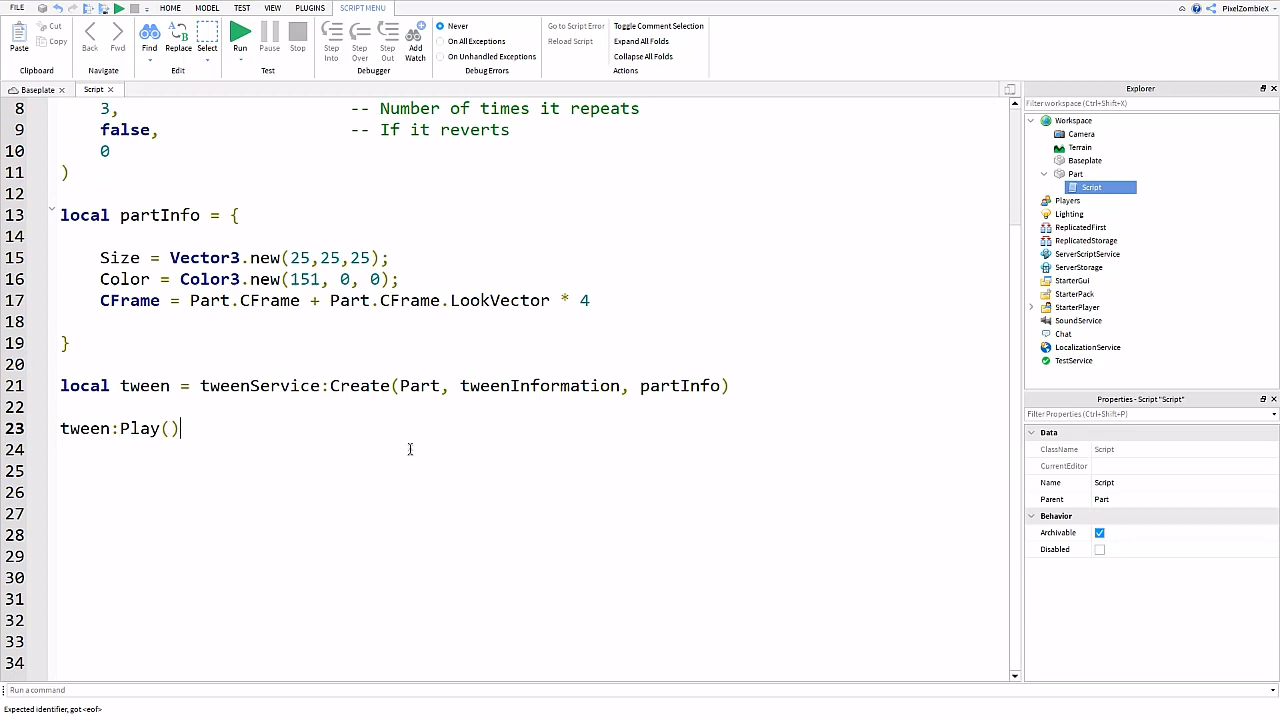 FILE HOME MODEL TEST VIEW PLUGINS SCRIPT MENU PixelZombieX
Paste Cut Copy Back Fwd Find Replace Select Run Pause Stop Step Into Step Over Step Out Add Watch
Never
On All Exceptions
On Unhandled Exceptions
Go to Script Error
Reload Script
Toggle Comment Selection
Expand All Folds
Collapse All Folds
Clipboard Navigate Edit Test Debugger Debug Errors Actions
Baseplate x Script x
8 3, -- Number of times it repeats
9 false, -- If it reverts
10 0
11 )
12
13 local partInfo = {
14
15 Size = Vector3.new(25,25,25);
16 Color = Color3.new(151, 0, 0);
17 CFrame = Part.CFrame + Part.CFrame.LookVector * 4
18
19 }
20
21 local tween = tweenService:Create(Part, tweenInformation, partInfo)
22
23 tween:Play()
24
25
26
27
28
29
30
31
32
33
34
Explorer
Filter workspace (Ctrl+Shift+X)
Workspace
Camera
Terrain
Baseplate
Part
Script
Players
Lighting
ReplicatedFirst
ReplicatedStorage
ServerScriptService
ServerStorage
StarterGui
StarterPack
StarterPlayer
SoundService
Chat
LocalizationService
TestService
Properties - Script "Script"
Filter Properties (Ctrl+Shift+P)
Data
ClassName Script
CurrentEditor
Name Script
Parent Part
Behavior
Archivable
Disabled
Run a command
Expected identifier, got <eof>